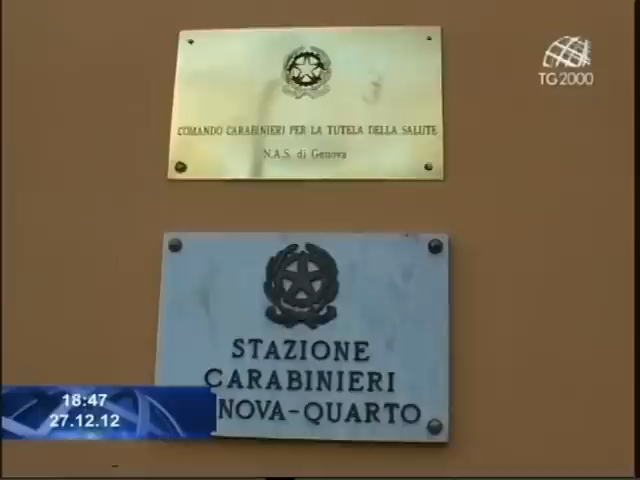 TG2000
COMANDO CARABINIERI PER LA TUTELA DELLA SALUTE
N.A.S. di Genova
STAZIONE
CARABINIERI
NOVA-QUARTO
18:47
27.12.12